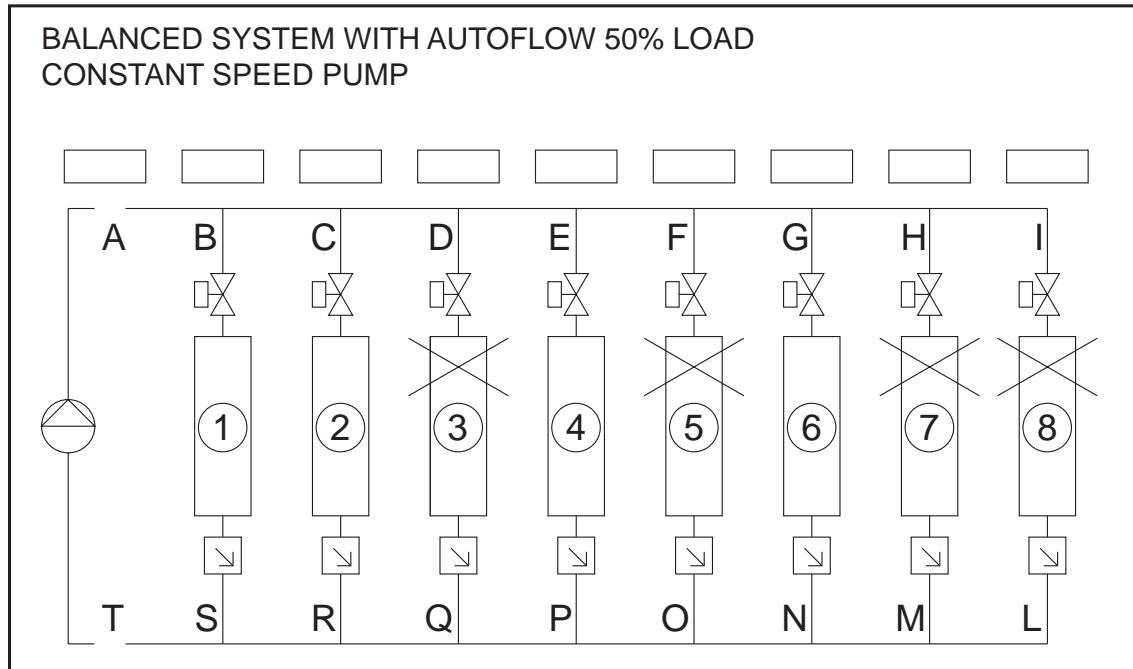 BALANCED SYSTEM WITH AUTOFLOW 50% LOAD
CONSTANT SPEED PUMP
A B C D E F G H I
1 2 3 4 5 6 7 8
T S R Q P O N M L